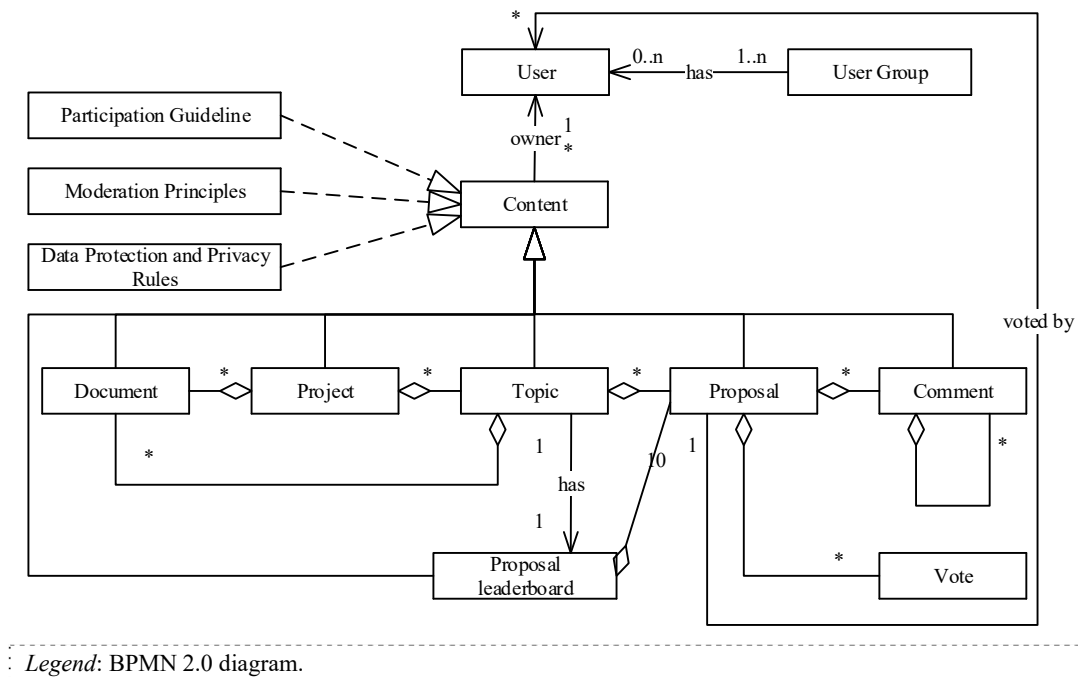 *
User
0..n
has
1..n
User Group
Participation Guideline
owner
1
*
Moderation Principles
Content
Data Protection and Privacy
Rules
voted by
Document
*
Project
*
Topic
*
Proposal
*
Comment
*
1
has
1
10
1
*
*
Proposal
leaderboard
Vote
Legend: BPMN 2.0 diagram.